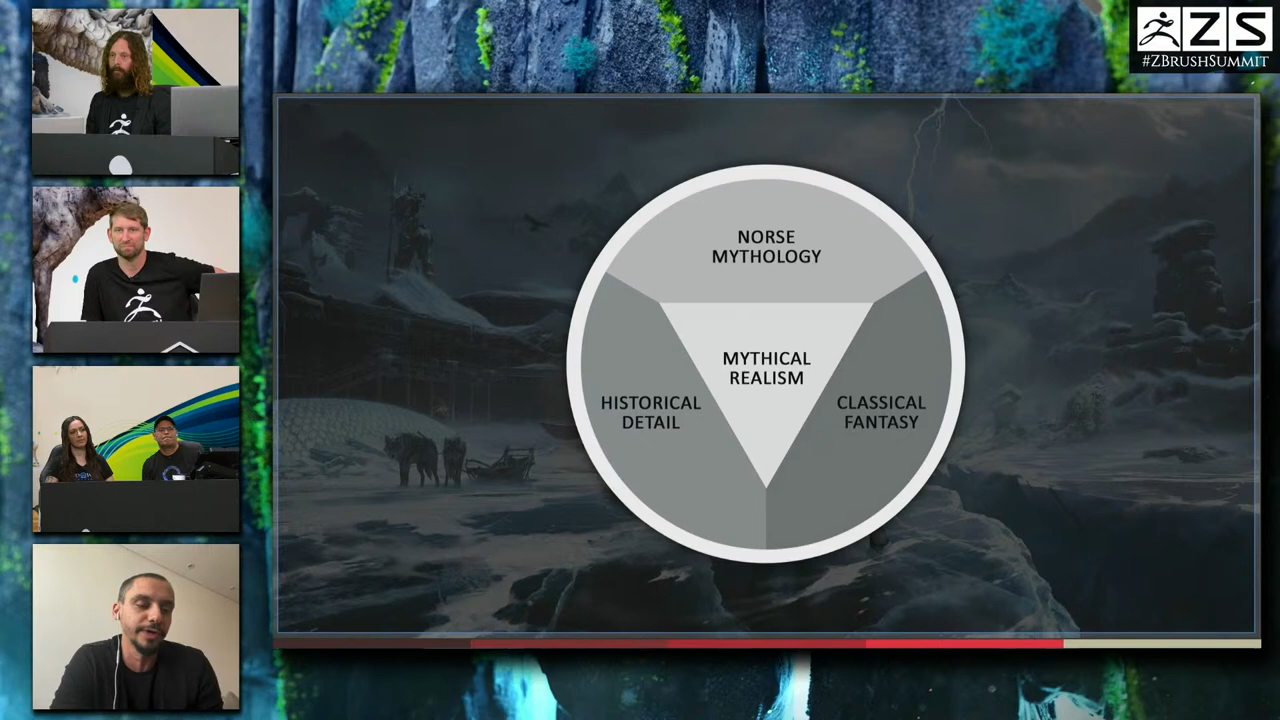 ZS
#ZBRUSHSUMMIT
NORSE
MYTHOLOGY
MYTHICAL
REALISM
HISTORICAL
DETAIL
CLASSICAL
FANTASY